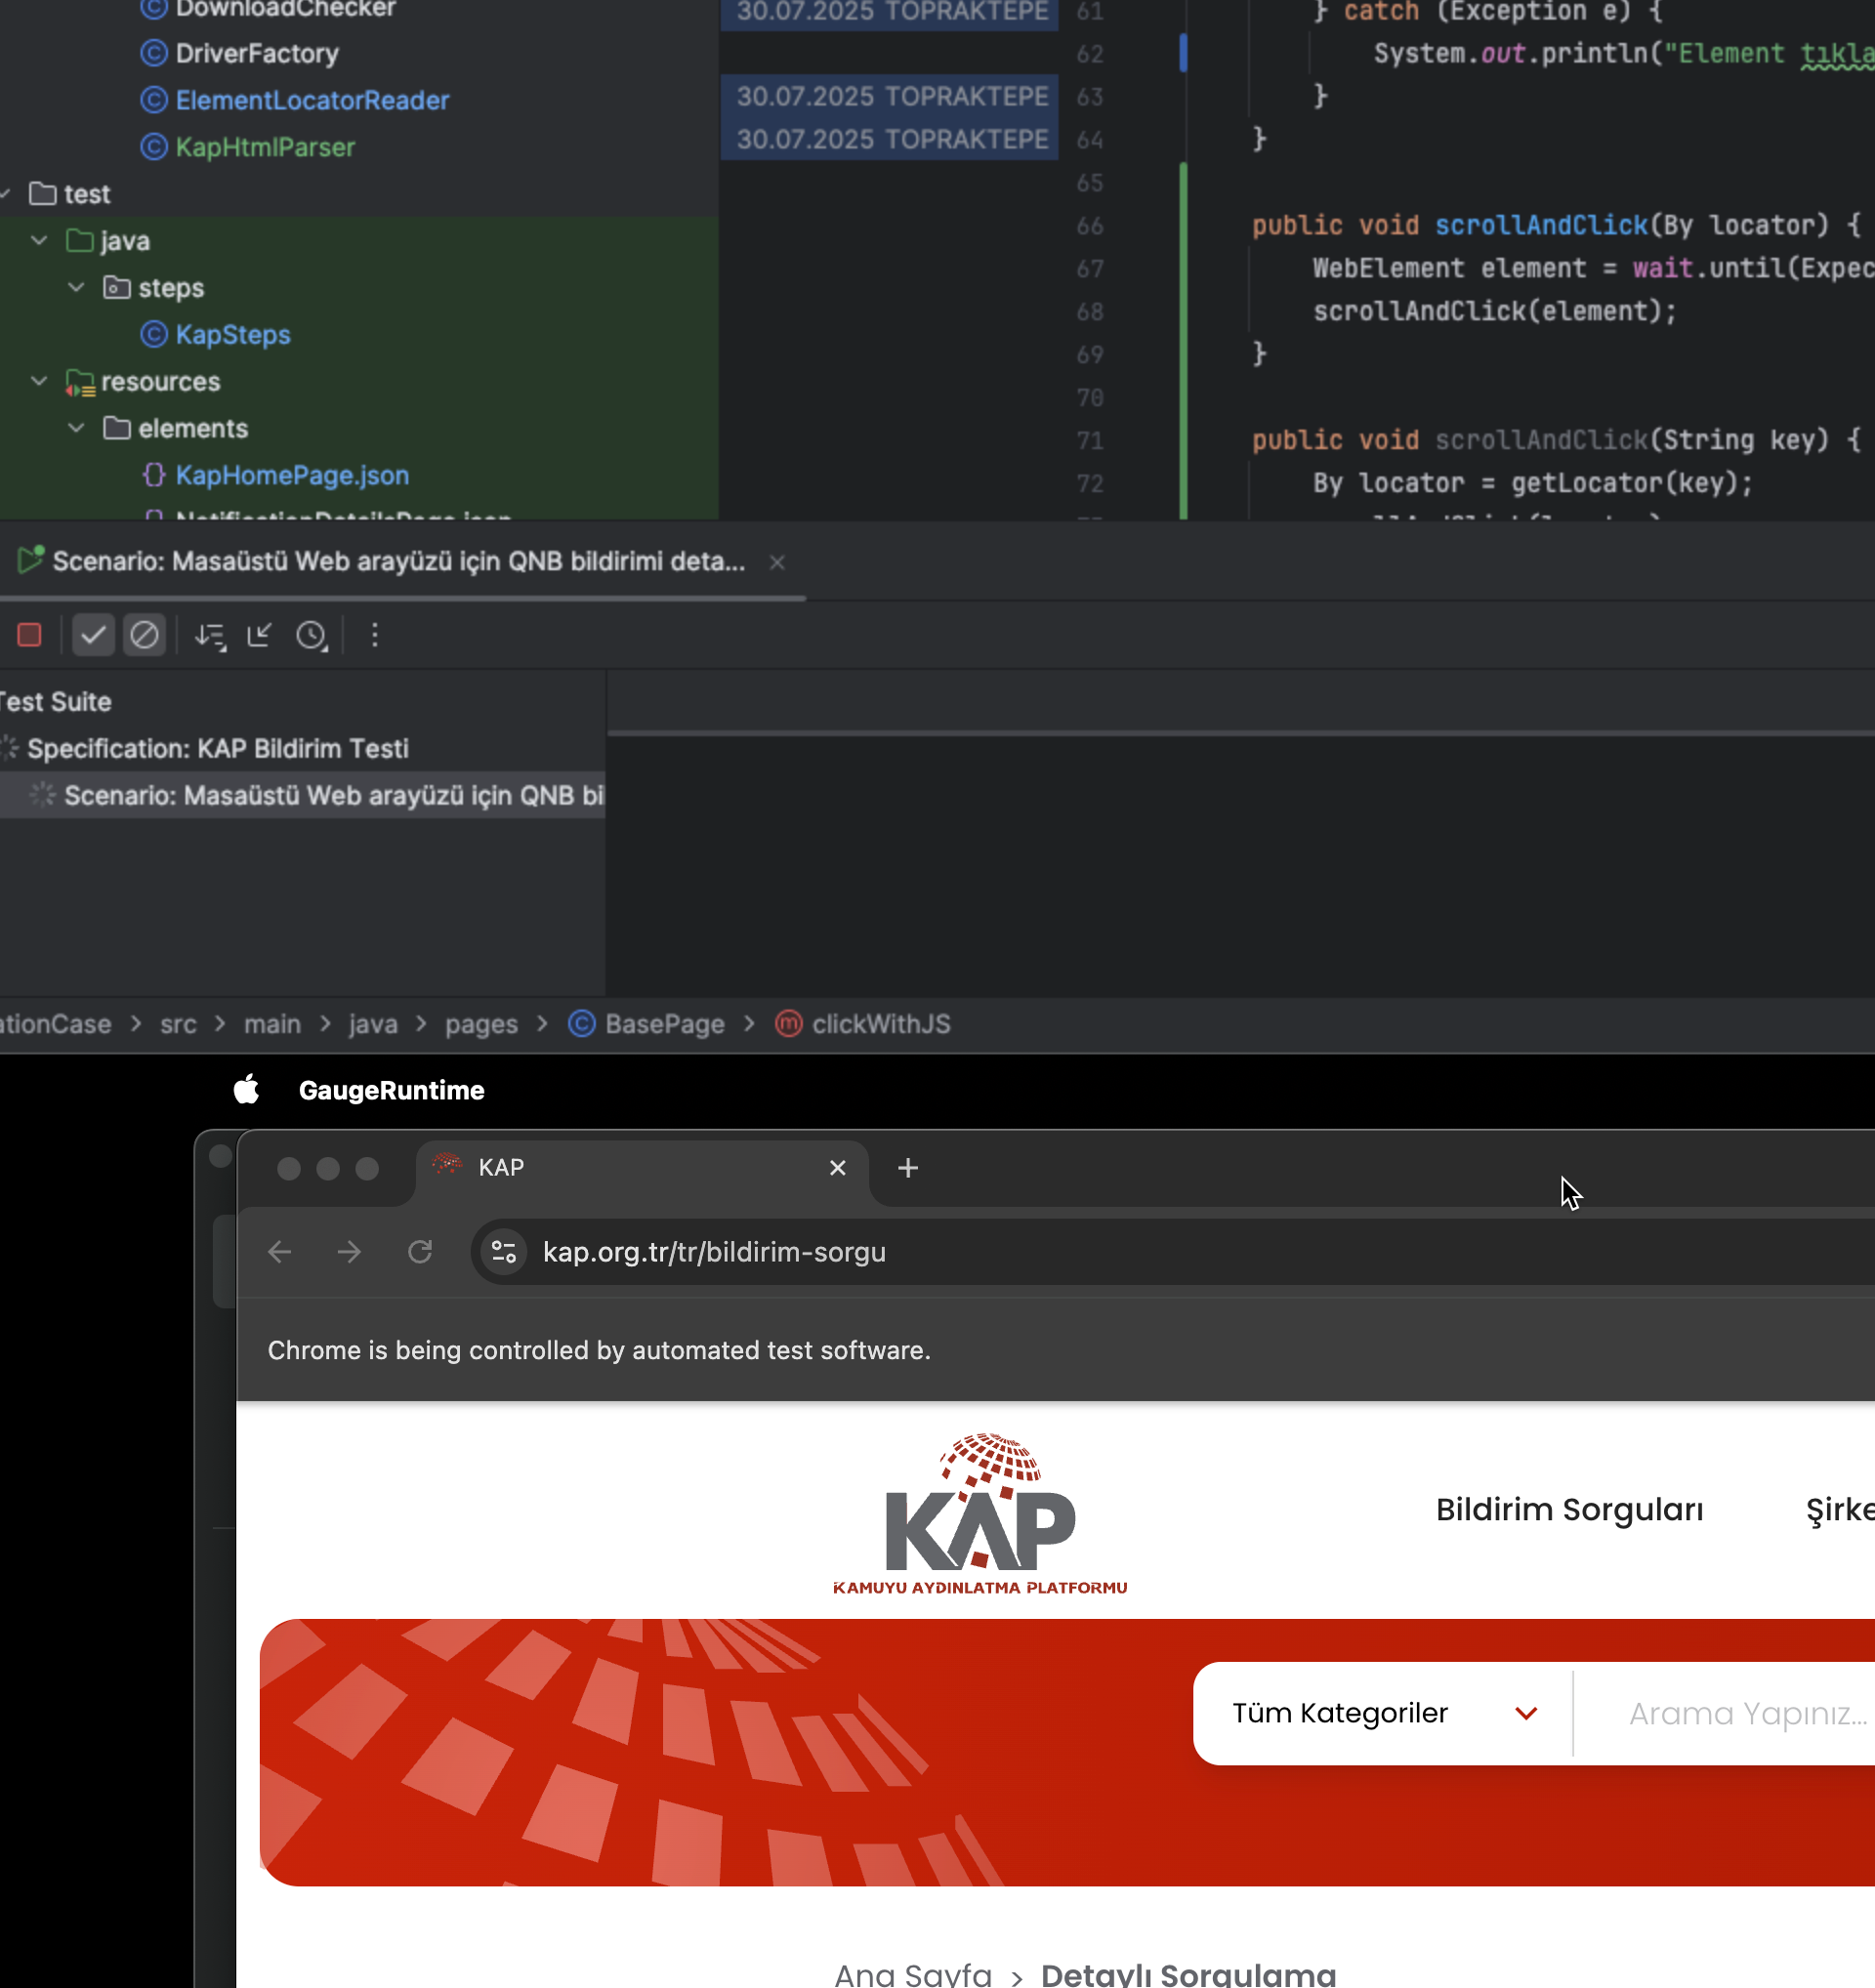 DownloadChecker
DriverFactory
ElementLocatorReader
KapHtmlParser
test
java
steps
KapSteps
resources
elements
KapHomePage.json
NotificationDetailsPage.json
30.07.2025 TOPRAKTEPE 61 } catch (Exception e) {
62 System.out.println("Element tıkla
30.07.2025 TOPRAKTEPE 63 }
30.07.2025 TOPRAKTEPE 64 }
65
66 public void scrollAndClick(By locator) {
67 WebElement element = wait.until(Expec
68 scrollAndClick(element);
69 }
70
71 public void scrollAndClick(String key) {
72 By locator = getLocator(key);
Scenario: Masaüstü Web arayüzü için QNB bildirimi deta...
Test Suite
Specification: KAP Bildirim Testi
Scenario: Masaüstü Web arayüzü için QNB bi
ationCase > src > main > java > pages > BasePage > clickWithJS
GaugeRuntime
KAP
kap.org.tr/tr/bildirim-sorgu
Chrome is being controlled by automated test software.
KAP
KAMUYU AYDINLATMA PLATFORMU
Bildirim Sorguları
Şirke
Tüm Kategoriler
Arama Yapınız...
Ana Sayfa > Detaylı Sorgulama